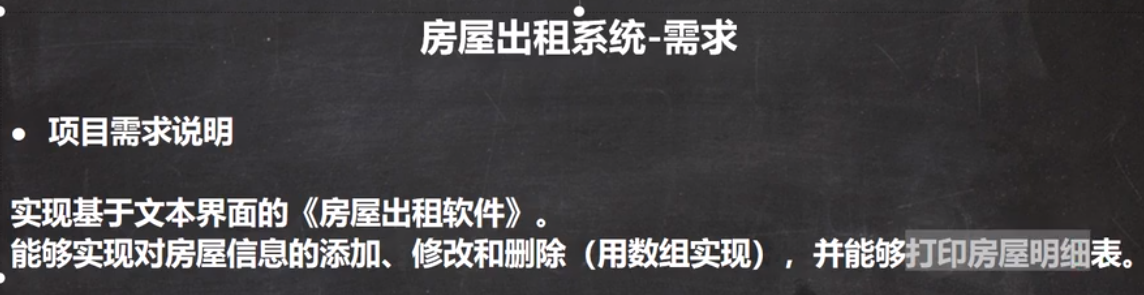 房屋出租系统-需求
● 项目需求说明
实现基于文本界面的《房屋出租软件》。
能够实现对房屋信息的添加、修改和删除（用数组实现），并能够打印房屋明细表。